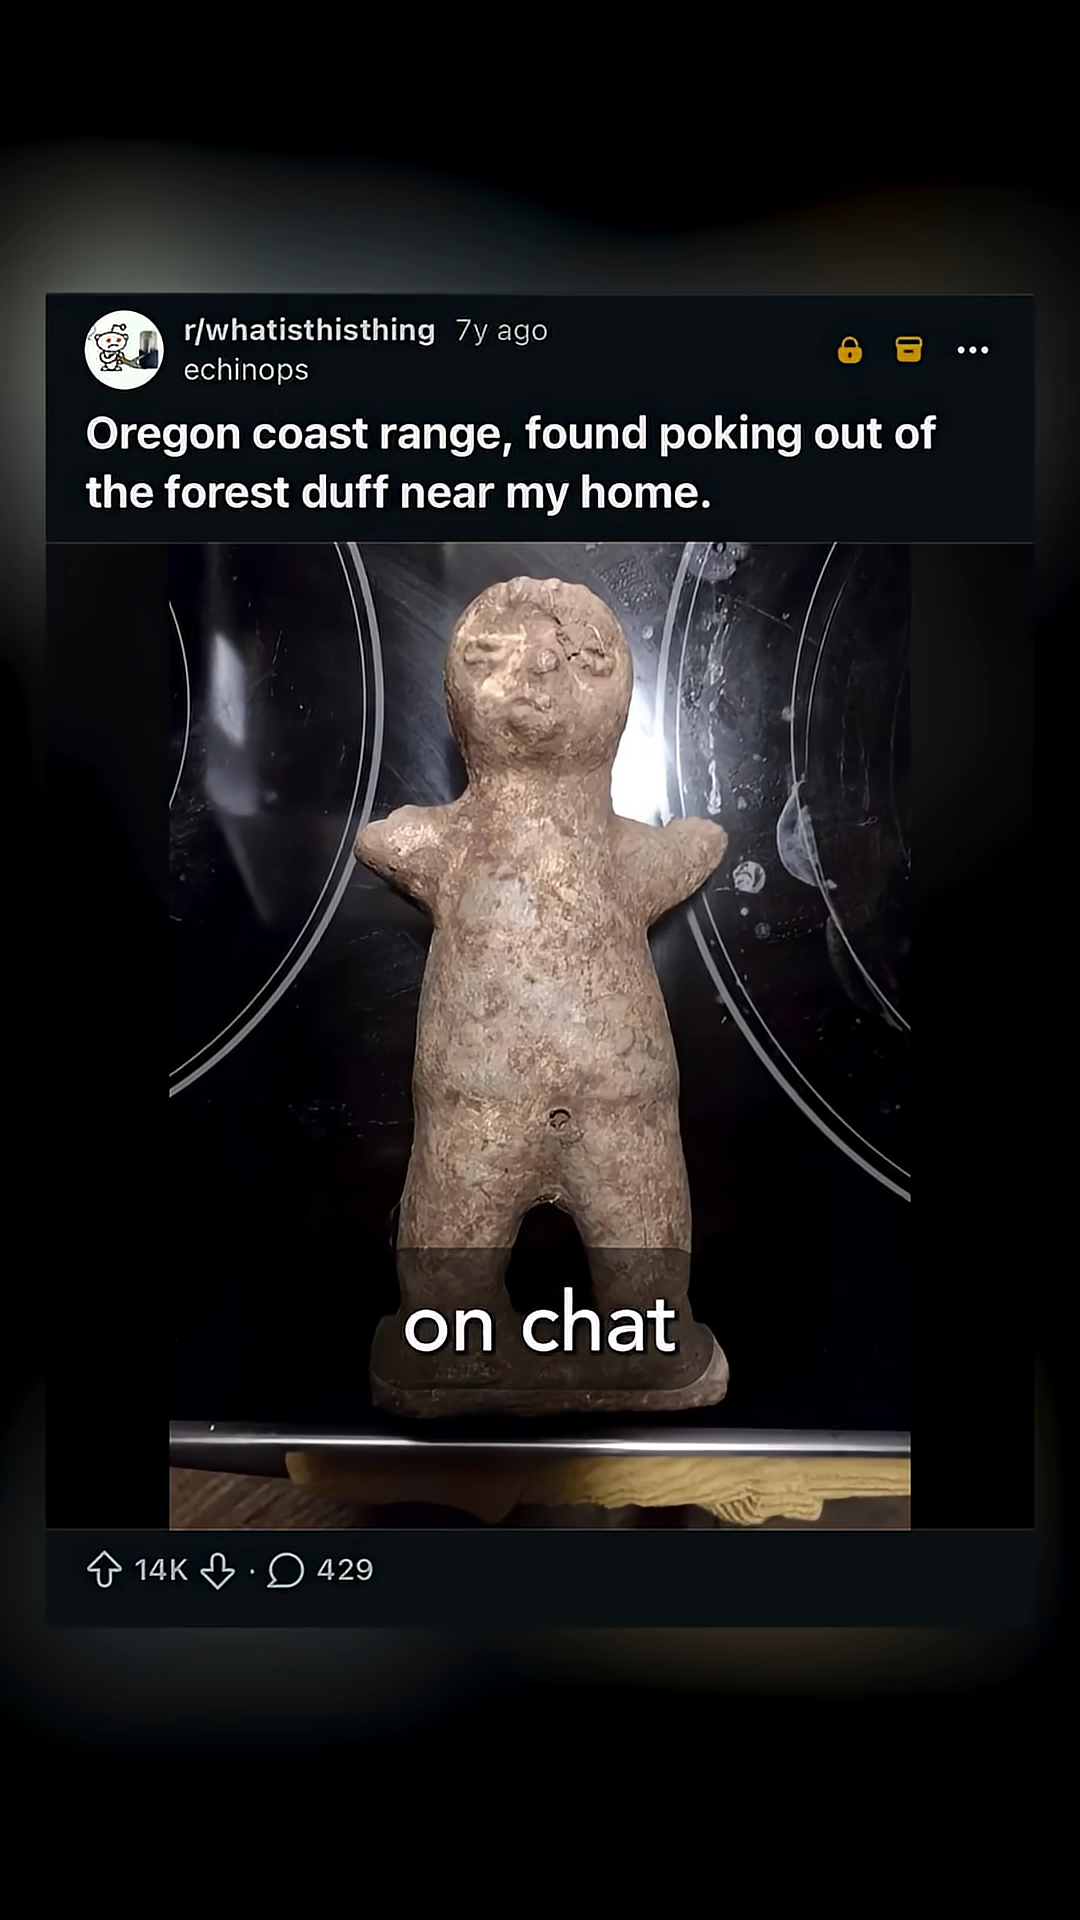 r/whatisthisthing 7y ago
echinops
Oregon coast range, found poking out of
the forest duff near my home.
on chat
14K · 429